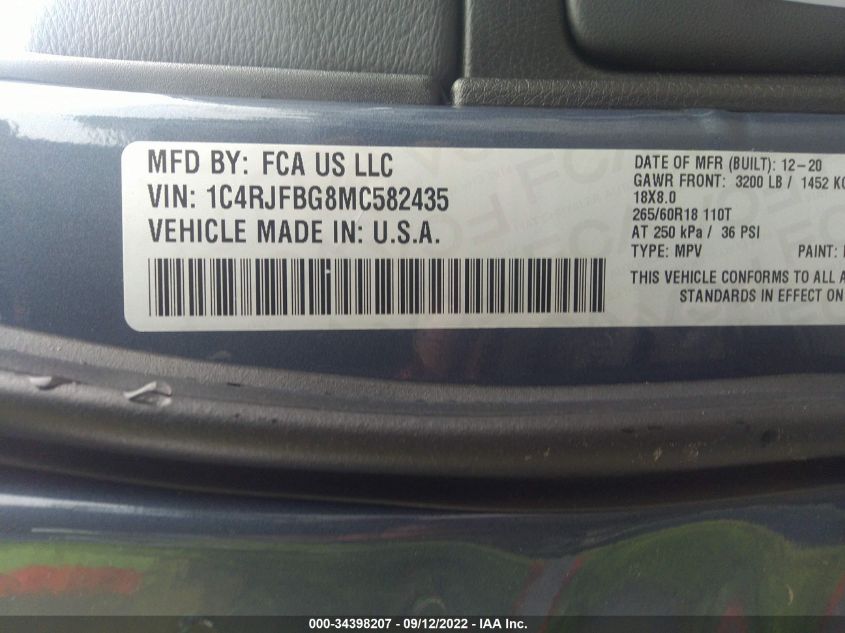 MFD BY: FCA US LLC
VIN: 1C4RJFBG8MC582435
VEHICLE MADE IN: U.S.A.
DATE OF MFR (BUILT): 12-20
GAWR FRONT: 3200 LB / 1452 KG
18X8.0
265/60R18 110T
AT 250 kPa / 36 PSI
TYPE: MPV PAINT:
THIS VEHICLE CONFORMS TO ALL A
STANDARDS IN EFFECT ON
000-34398207 - 09/12/2022 - IAA Inc.